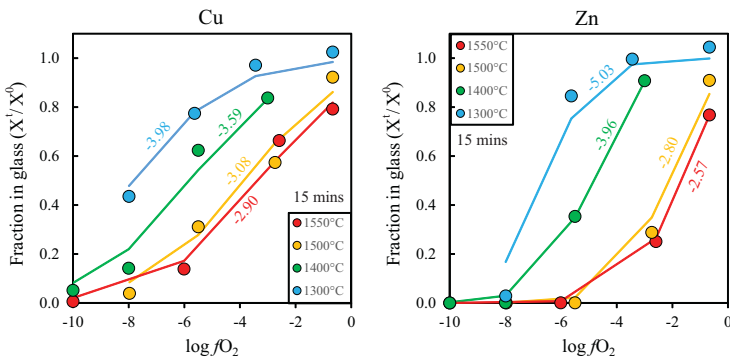 Cu
Fraction in glass (Xᵗ/X⁰)
1.0
0.8
0.6
0.4
0.2
0.0
-3.98
-3.59
-3.08
-2.90
15 mins
1550°C
1500°C
1400°C
1300°C
-10
-8
-6
-4
-2
0
log fO₂
Zn
Fraction in glass (Xᵗ/X⁰)
1.0
0.8
0.6
0.4
0.2
0.0
1550°C
1500°C
1400°C
1300°C
15 mins
-5.03
-3.96
-2.80
-2.57
-10
-8
-6
-4
-2
0
log fO₂